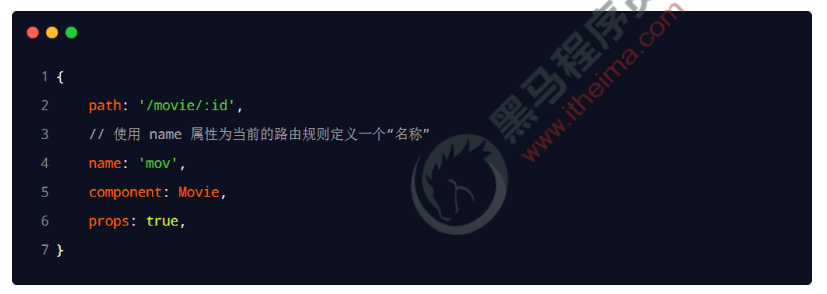 1 {
2 path: '/movie/:id',
3 // 使用 name 属性为当前的路由规则定义一个“名称”
4 name: 'mov',
5 component: Movie,
6 props: true,
7 }
黑马程序员
www.itheima.com